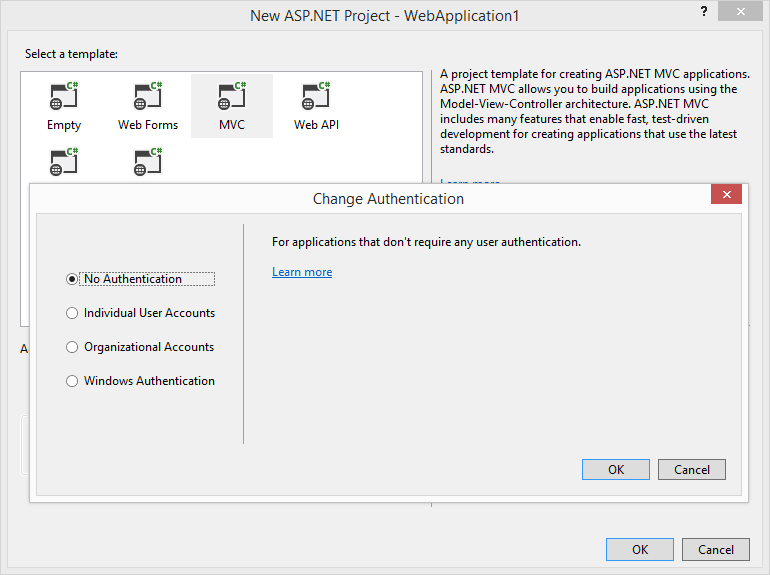 New ASP.NET Project - WebApplication1
?
Select a template:
C#
C#
C#
C#
Empty
Web Forms
MVC
Web API
C#
C#
A project template for creating ASP.NET MVC applications.
ASP.NET MVC allows you to build applications using the
Model-View-Controller architecture. ASP.NET MVC
includes many features that enable fast, test-driven
development for creating applications that use the latest
standards.
Learn more
Change Authentication
For applications that don't require any user authentication.
Learn more
No Authentication
Individual User Accounts
Organizational Accounts
Windows Authentication
OK
Cancel
OK
Cancel